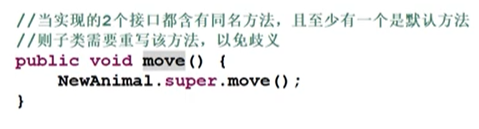 //当实现的2个接口都含有同名方法，且至少有一个是默认方法
//则子类需要重写该方法，以免歧义
public void move() {
    NewAnimal.super.move();
}